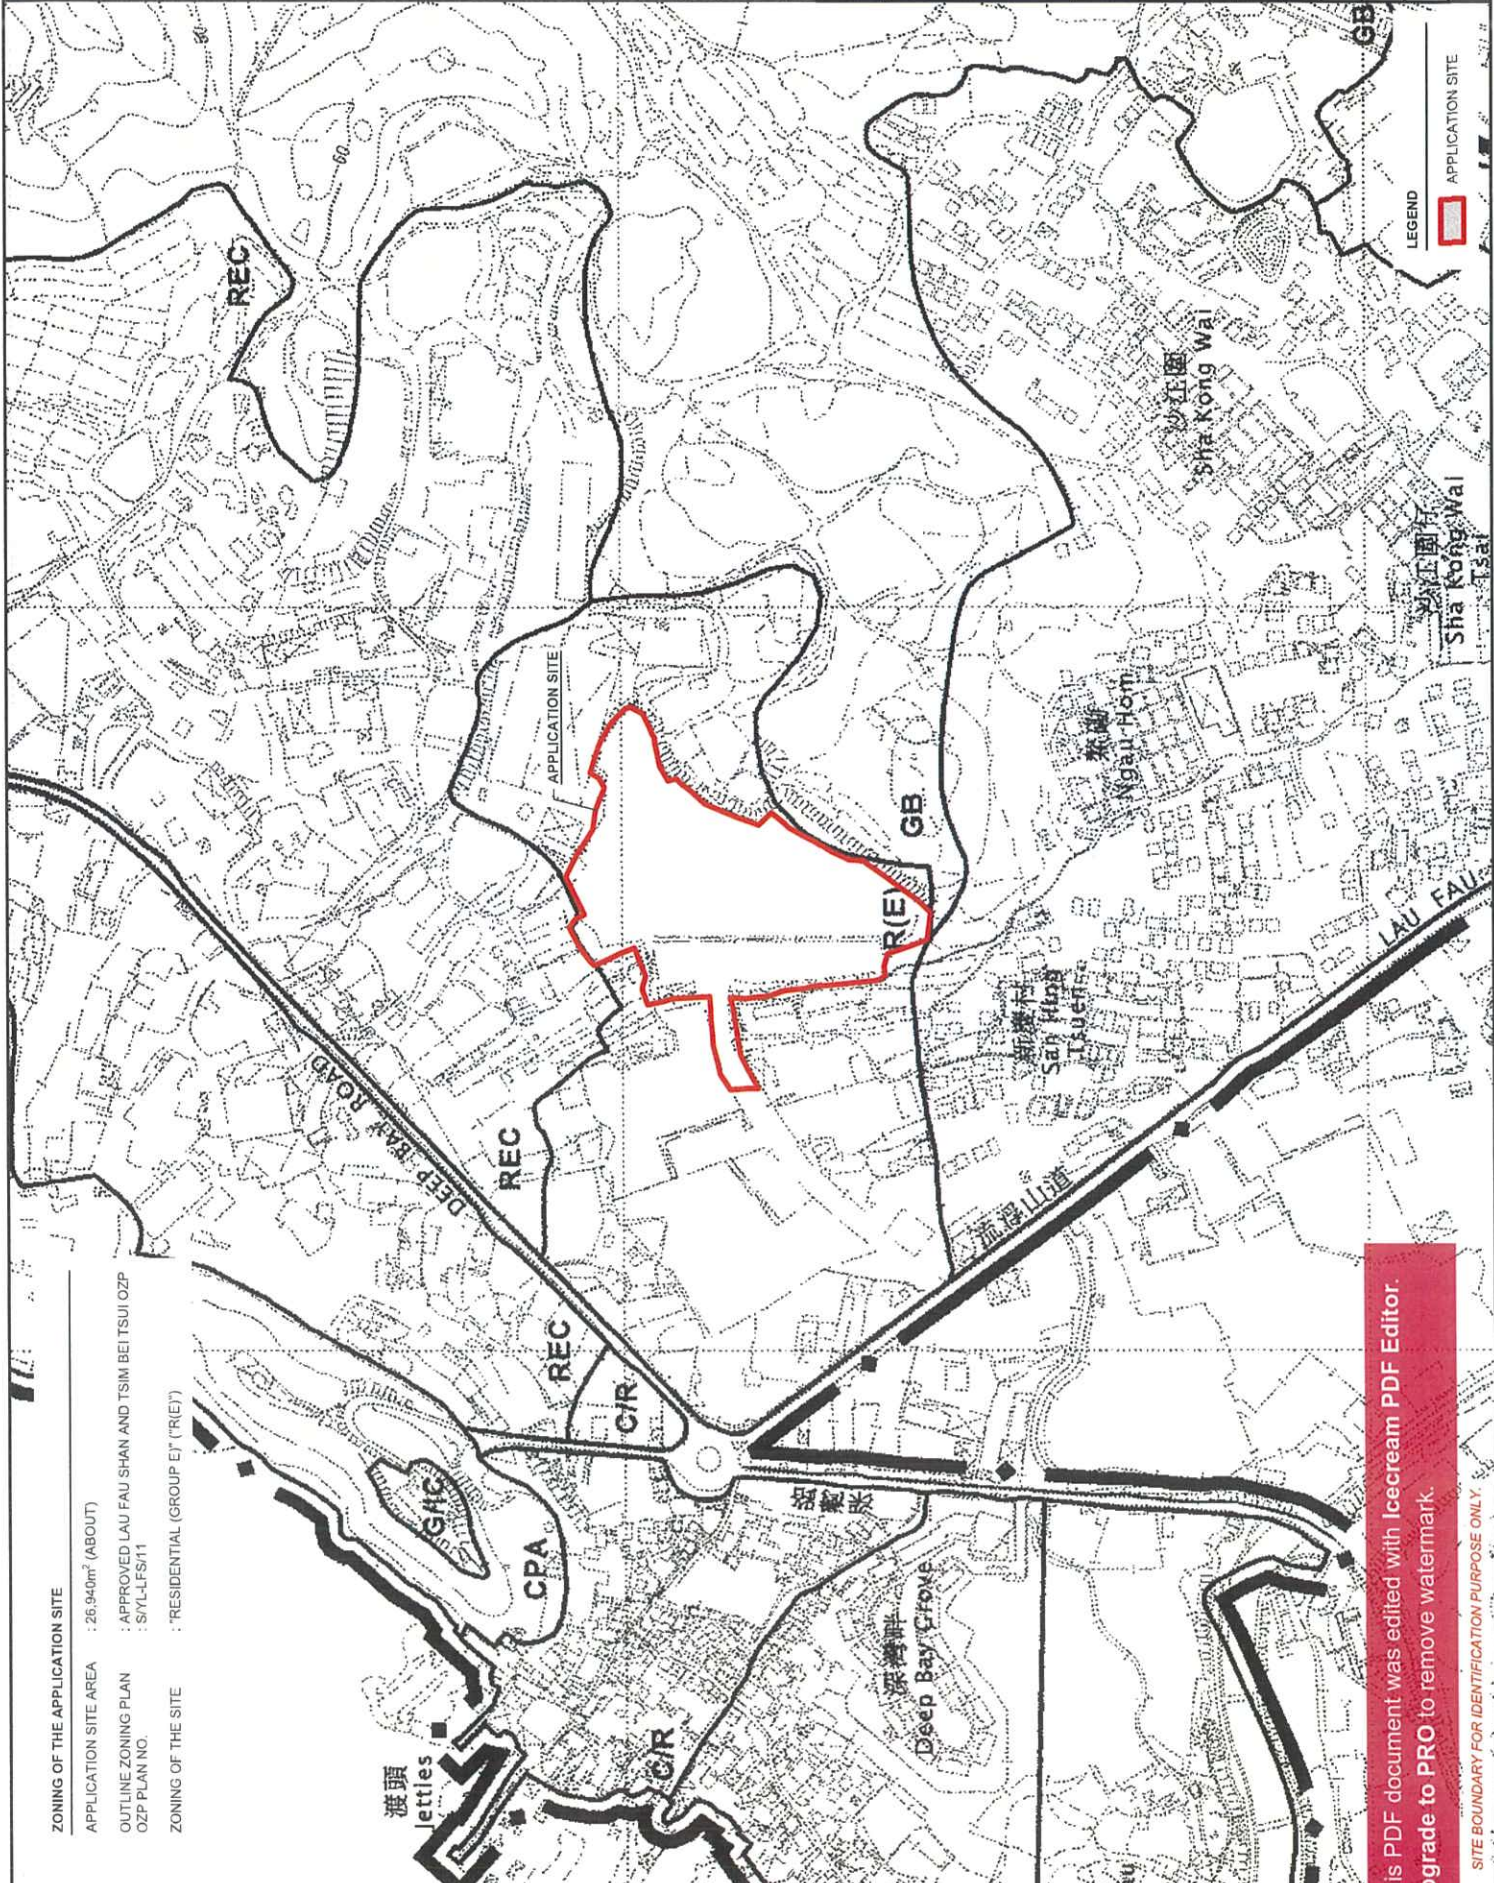 ZONING OF THE APPLICATION SITE
APPLICATION SITE AREA : 26,940m² (ABOUT)
OUTLINE ZONING PLAN : APPROVED LAU FAU SHAN AND TSIM BEI TSUI OZP
OZP PLAN NO. : S/YL-LFS/11
ZONING OF THE SITE : "RESIDENTIAL (GROUP E)" ("R(E)")
REC
60
GB
DEEP BAY ROAD
APPLICATION SITE
REC
REC
C/R
G/IC
CPA
渡頭
Jetties
C/R
R(E)
GB
沙江圍
Sha Kong Wai
Ngau Hom
沙江圍仔
Sha Kong Wai
Tsai
新慶村
San Hing
Tsuen
流浮山道
LAU FAU
深灣畔
Deep Bay Grove
LEGEND
APPLICATION SITE
is PDF document was edited with Icecream PDF Editor.
pgrade to PRO to remove watermark.
SITE BOUNDARY FOR IDENTIFICATION PURPOSE ONLY.